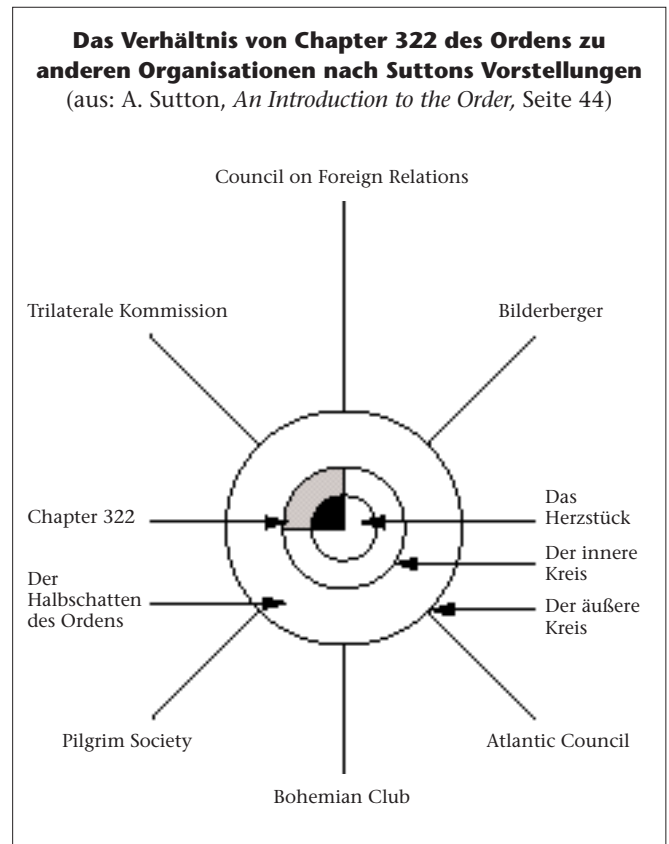 Das Verhältnis von Chapter 322 des Ordens zu
anderen Organisationen nach Suttons Vorstellungen
(aus: A. Sutton, An Introduction to the Order, Seite 44)
Council on Foreign Relations
Trilaterale Kommission
Bilderberger
Chapter 322
Das
Herzstück
Der innere
Kreis
Der
Halbschatten
des Ordens
Der äußere
Kreis
Pilgrim Society
Atlantic Council
Bohemian Club